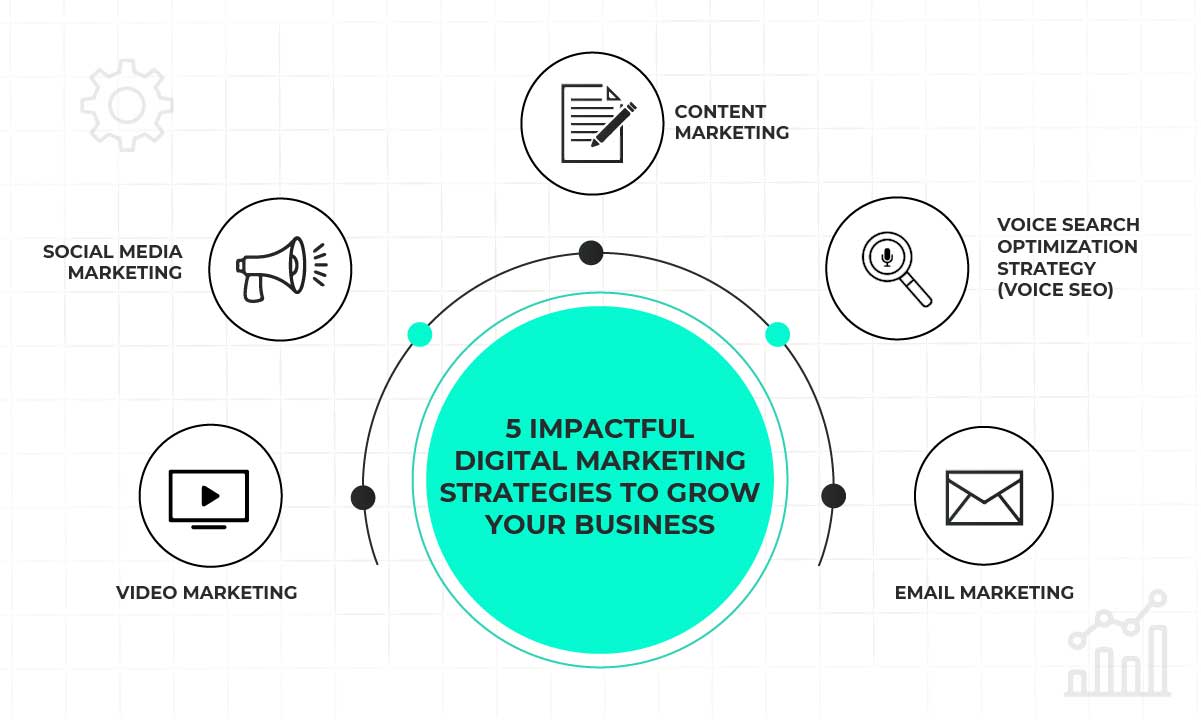 CONTENT
MARKETING
SOCIAL MEDIA
MARKETING
VOICE SEARCH
OPTIMIZATION
STRATEGY
(VOICE SEO)
5 IMPACTFUL
DIGITAL MARKETING
STRATEGIES TO GROW
YOUR BUSINESS
VIDEO MARKETING
EMAIL MARKETING